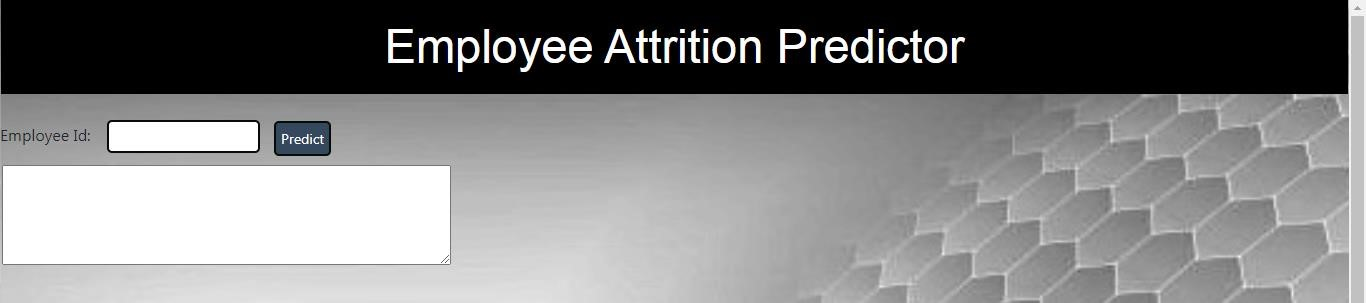 Employee Attrition Predictor
Employee Id: Predict